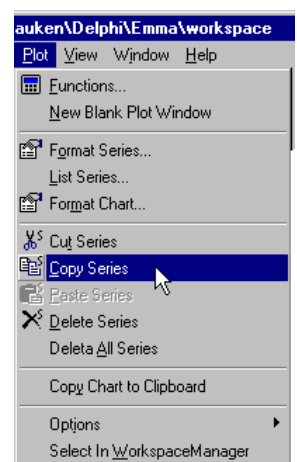 auken\Delphi\Emma\workspace
Plot View Window Help
Functions...
New Blank Plot Window
Format Series...
List Series...
Format Chart...
Cut Series
Copy Series
Paste Series
Delete Series
Deleta All Series
Copy Chart to Clipboard
Options
Select In WorkspaceManager